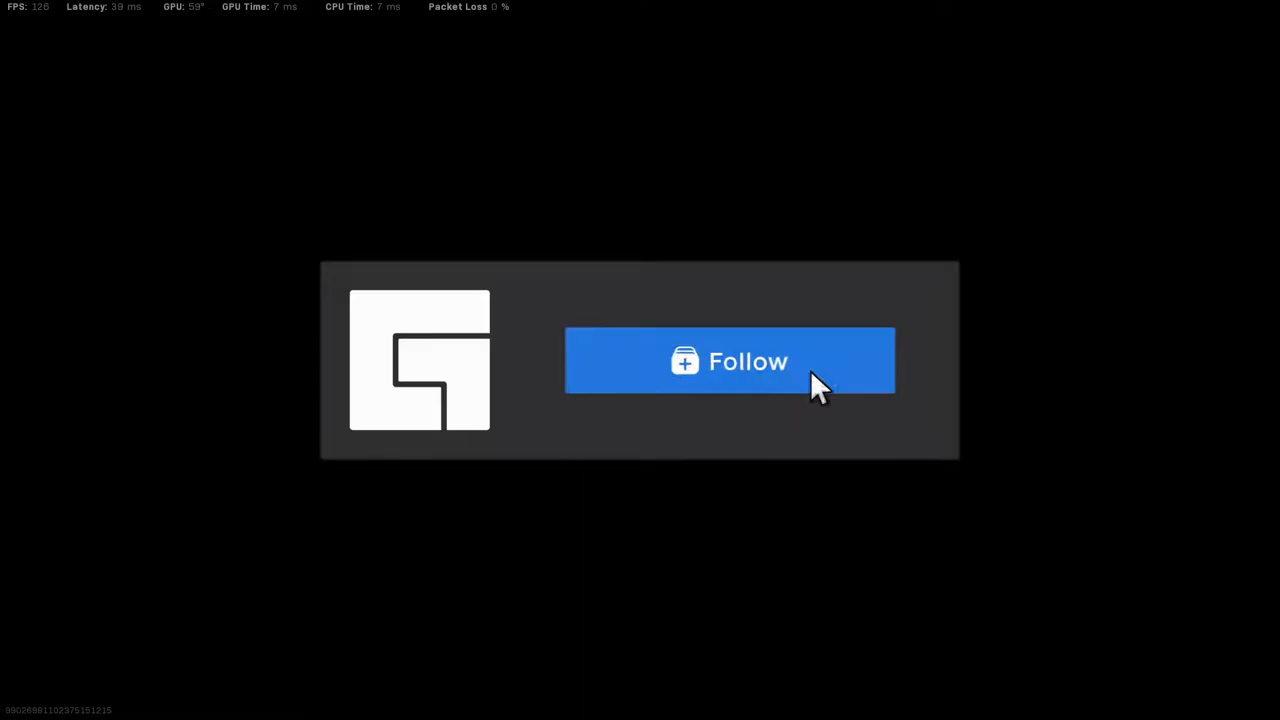 FPS: 126 Latency: 39 ms GPU: 59° GPU Time: 7 ms CPU Time: 7 ms Packet Loss 0 %
Follow
99026981102375151215